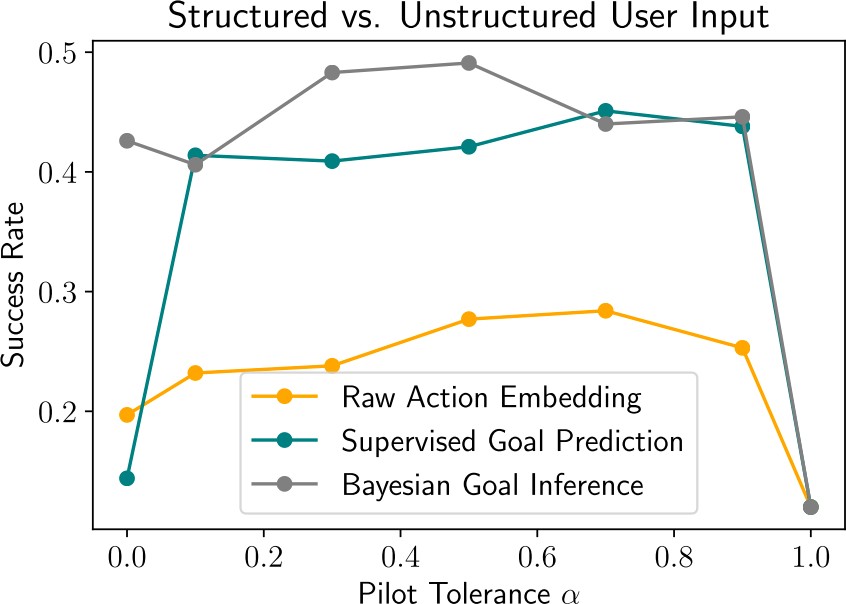 Structured vs. Unstructured User Input
Success Rate
0.5
0.4
0.3
0.2
Raw Action Embedding
Supervised Goal Prediction
Bayesian Goal Inference
0.0 0.2 0.4 0.6 0.8 1.0
Pilot Tolerance α